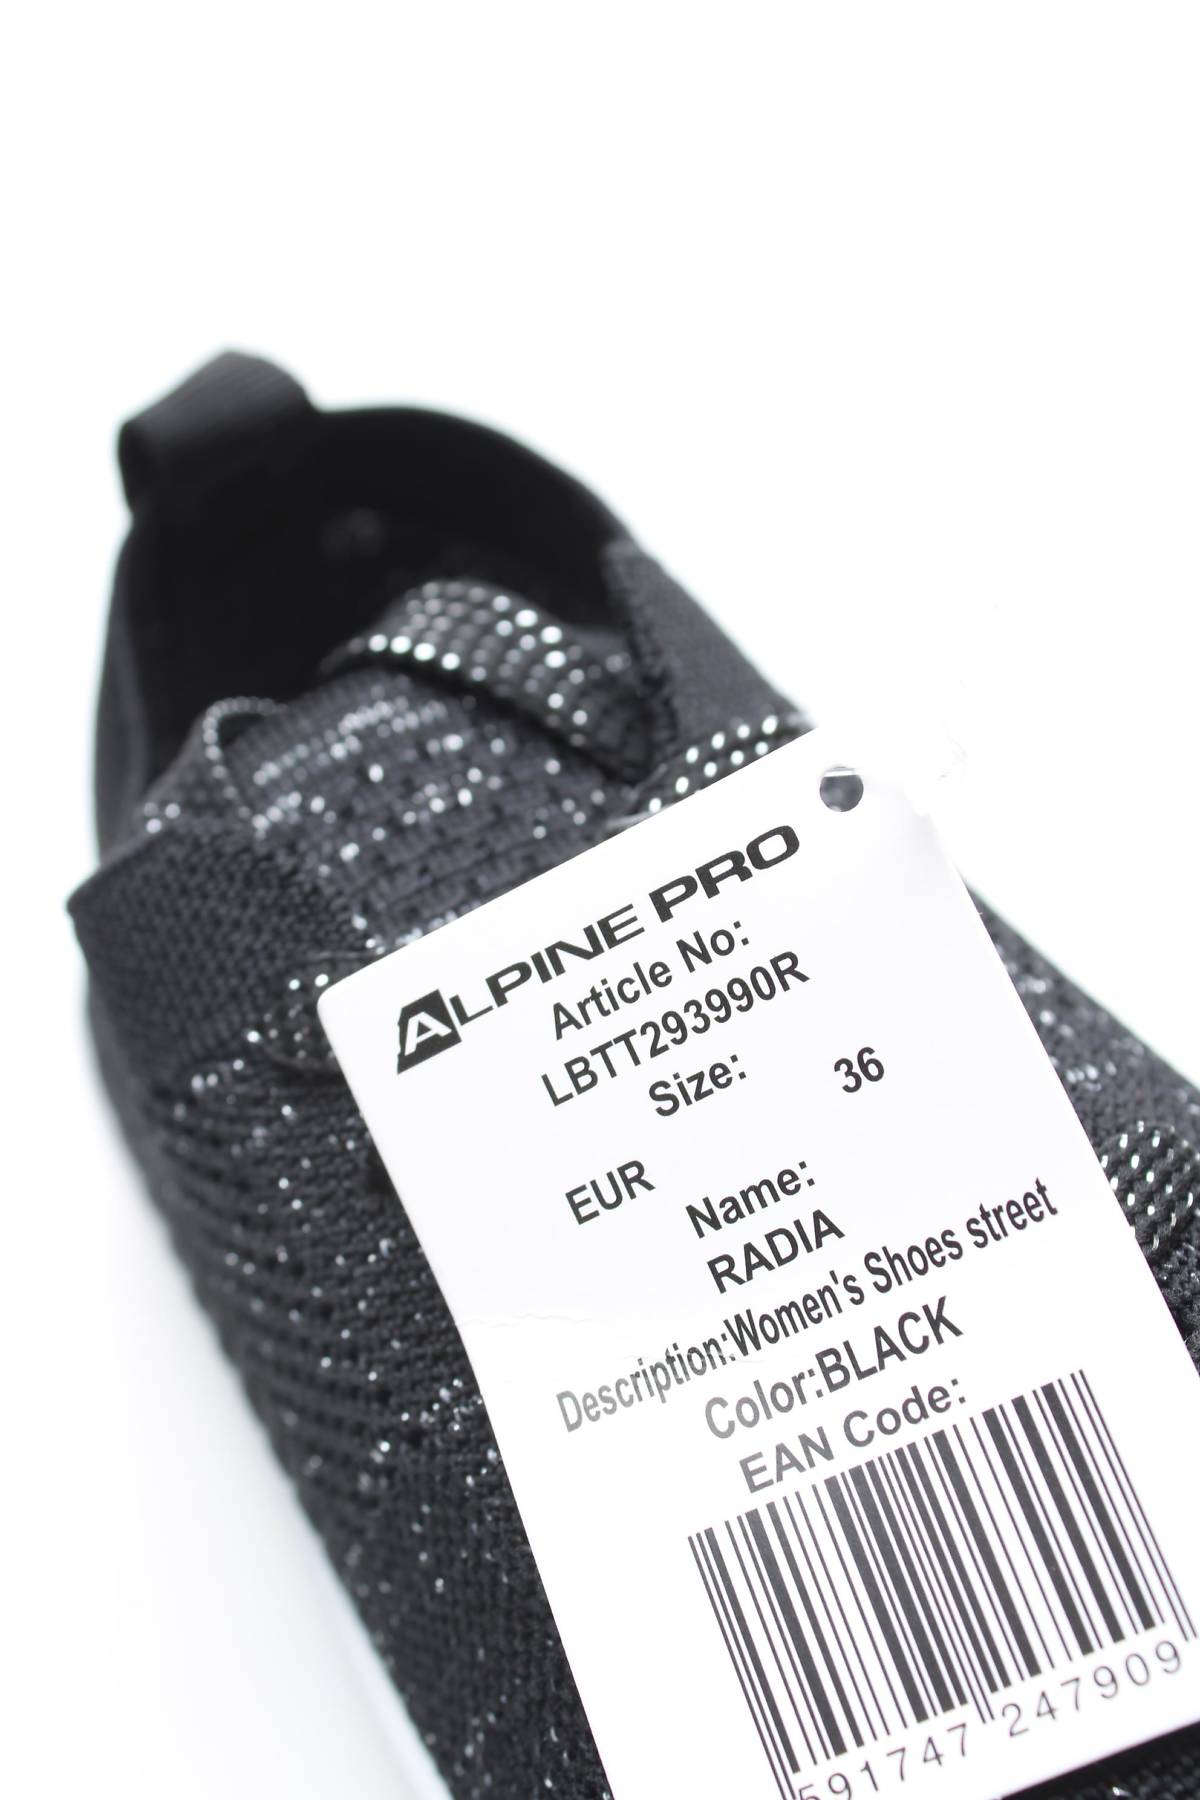 ALPINE PRO
Article No:
LBTT293990R
Size: 36
EUR
Name:
RADIA
Description:Women's Shoes street
Color:BLACK
EAN Code:
591747 247909